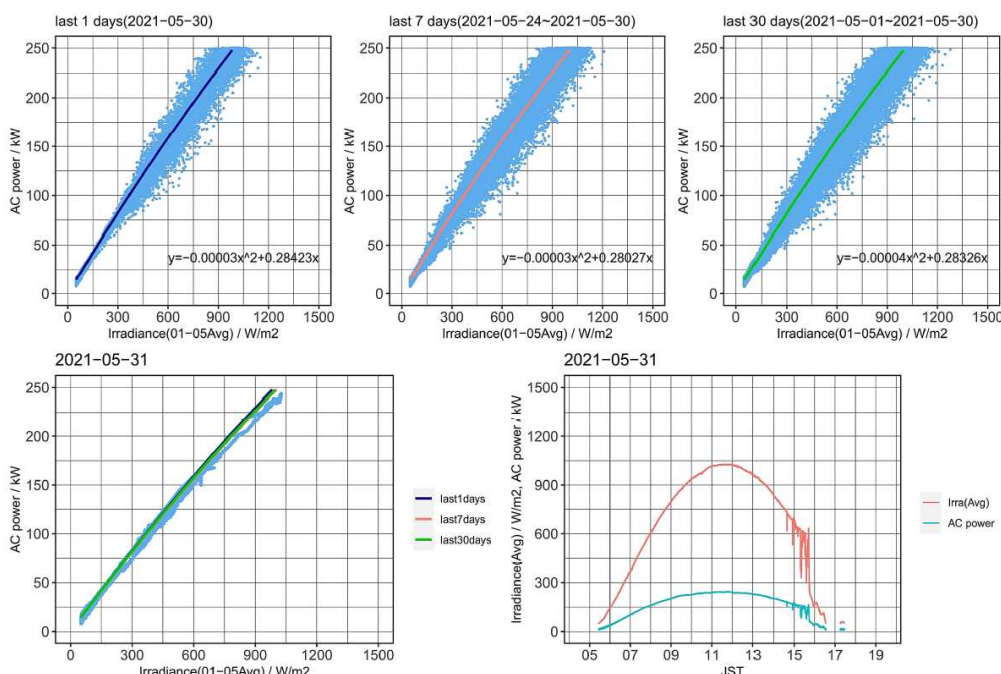 last 1 days(2021-05-30)
250
200
150
100
50
0
AC power / kW
y=-0.00003x^2+0.28423x
0 300 600 900 1200 1500
Irradiance(01-05Avg) / W/m2
last 7 days(2021-05-24~2021-05-30)
250
200
150
100
50
0
AC power / kW
y=-0.00003x^2+0.28027x
0 300 600 900 1200 1500
Irradiance(01-05Avg) / W/m2
last 30 days(2021-05-01~2021-05-30)
250
200
150
100
50
0
AC power / kW
y=-0.00004x^2+0.28326x
0 300 600 900 1200 1500
Irradiance(01-05Avg) / W/m2
2021-05-31
250
200
150
100
50
0
AC power / kW
0 300 600 900 1200 1500
Irradiance(01-05Avg) / W/m2
last1days
last7days
last30days
2021-05-31
1500
1200
900
600
300
0
Irradiance(Avg) / W/m2, AC power / kW
05 07 09 11 12 13 15 17 19
JST
Irra(Avg)
AC power